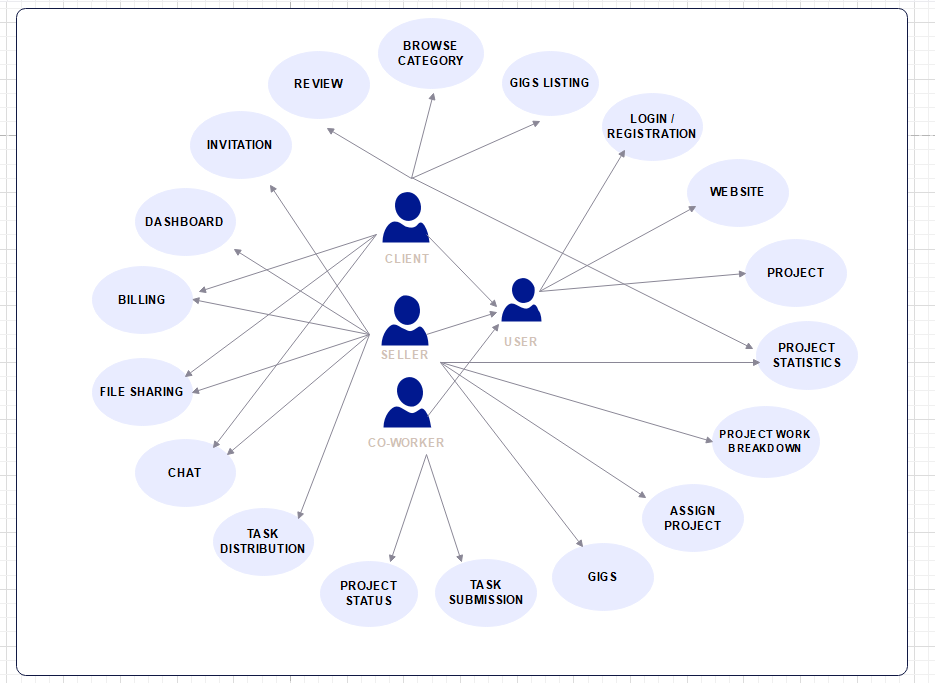 BROWSE
CATEGORY
REVIEW
GIGS LISTING
LOGIN /
REGISTRATION
INVITATION
WEBSITE
DASHBOARD
CLIENT
PROJECT
BILLING
USER
SELLER
PROJECT
STATISTICS
FILE SHARING
CO-WORKER
PROJECT WORK
BREAKDOWN
CHAT
ASSIGN
PROJECT
TASK
DISTRIBUTION
GIGS
PROJECT
STATUS
TASK
SUBMISSION